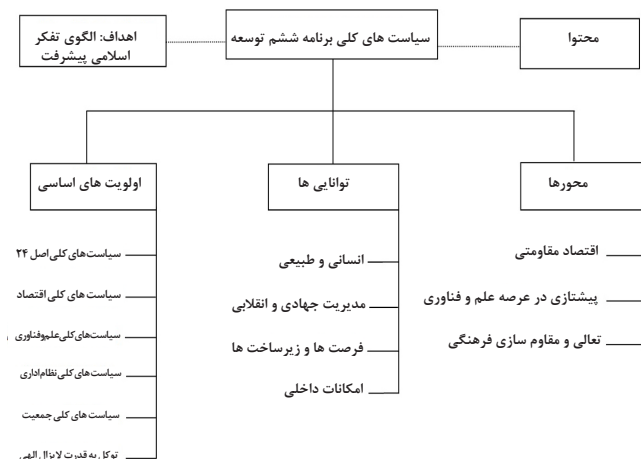 محتوا
سیاست های کلی برنامه ششم توسعه
اهداف: الگوی تفکر
اسلامی پیشرفت
محورها
اقتصاد مقاومتی
پیشتازی در عرصه علم و فناوری
تعالی و مقاوم سازی فرهنگی
توانایی ها
انسانی و طبیعی
مدیریت جهادی و انقلابی
فرصت ها و زیرساخت ها
امکانات داخلی
اولویت های اساسی
سیاست‌های کلی اصل ۲۴
سیاست های کلی اقتصاد
سیاست‌های کلی علم‌وفناوری
سیاست های کلی نظام اداری
سیاست های کلی جمعیت
توکل به قدرت لایزال الهی